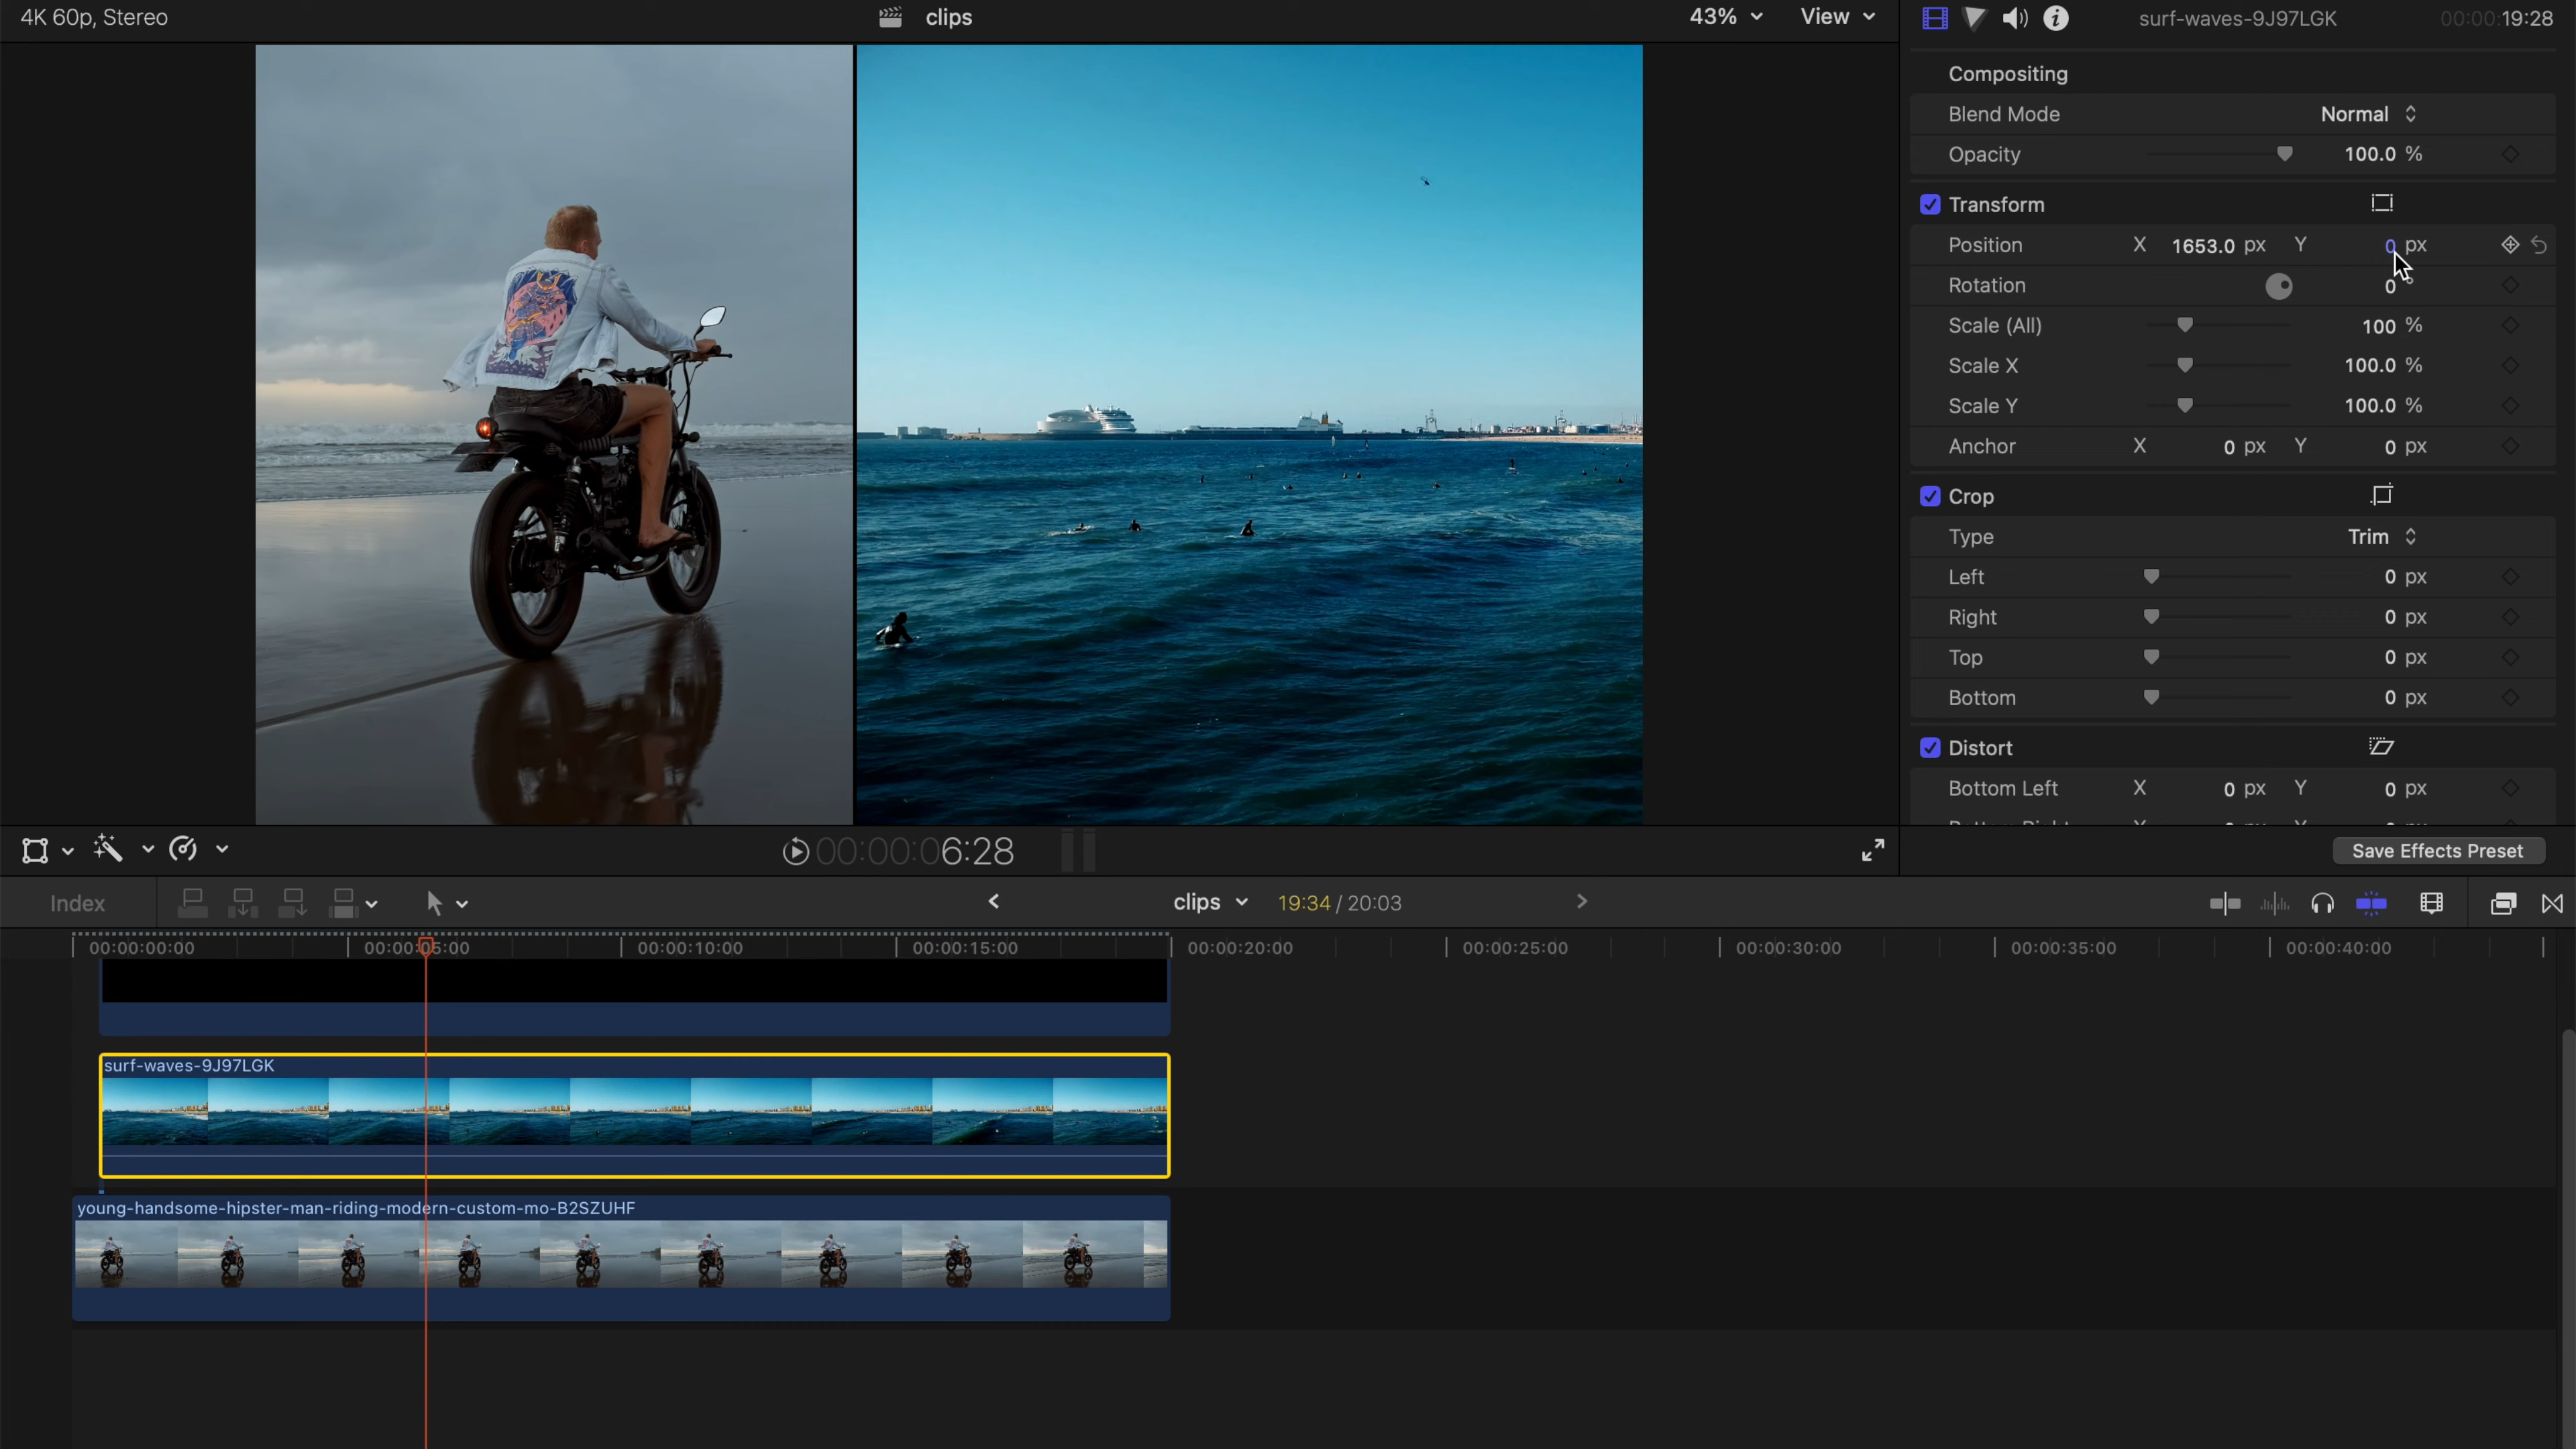 4K 60p, Stereo
clips
43%
View
surf-waves-9J97LGK
00:00:19:28
Compositing
Blend Mode
Normal
Opacity
100.0 %
Transform
Position
X 1653.0 px Y 0 px
Rotation
0 °
Scale (All)
100 %
Scale X
100.0 %
Scale Y
100.0 %
Anchor
X 0 px Y 0 px
Crop
Type
Trim
Left
0 px
Right
0 px
Top
0 px
Bottom
0 px
Distort
Bottom Left
X 0 px Y 0 px
00:00:06:28
Save Effects Preset
Index
clips
19:34 / 20:03
00:00:00:00
00:00:05:00
00:00:10:00
00:00:15:00
00:00:20:00
00:00:25:00
00:00:30:00
00:00:35:00
00:00:40:00
surf-waves-9J97LGK
young-handsome-hipster-man-riding-modern-custom-mo-B2SZUHF